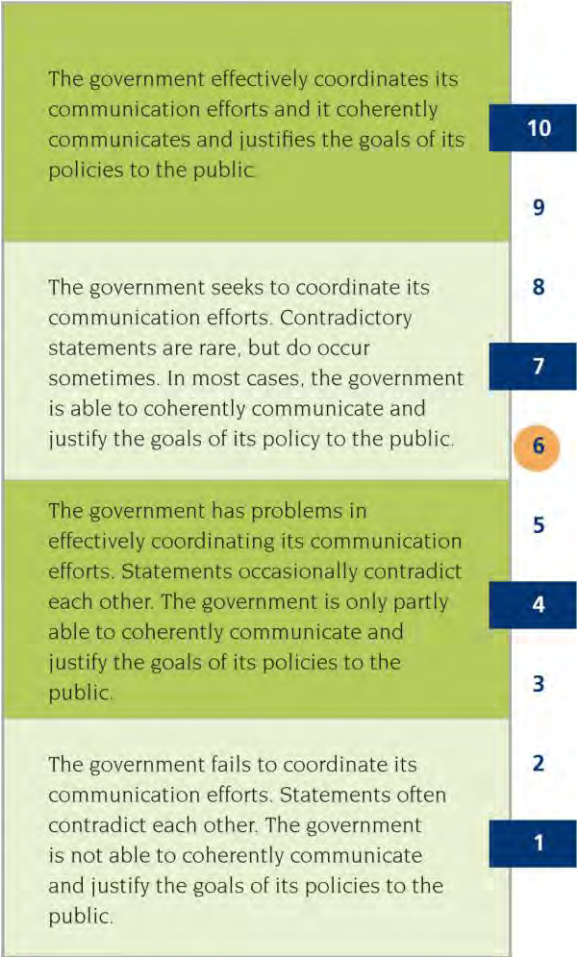 The government effectively coordinates its
communication efforts and it coherently
communicates and justifies the goals of its
policies to the public.
10
9
The government seeks to coordinate its
communication efforts. Contradictory
statements are rare, but do occur
sometimes. In most cases, the government
is able to coherently communicate and
justify the goals of its policy to the public.
8
7
6
The government has problems in
effectively coordinating its communication
efforts. Statements occasionally contradict
each other. The government is only partly
able to coherently communicate and
justify the goals of its policies to the
public.
5
4
3
The government fails to coordinate its
communication efforts. Statements often
contradict each other. The government
is not able to coherently communicate
and justify the goals of its policies to the
public.
2
1